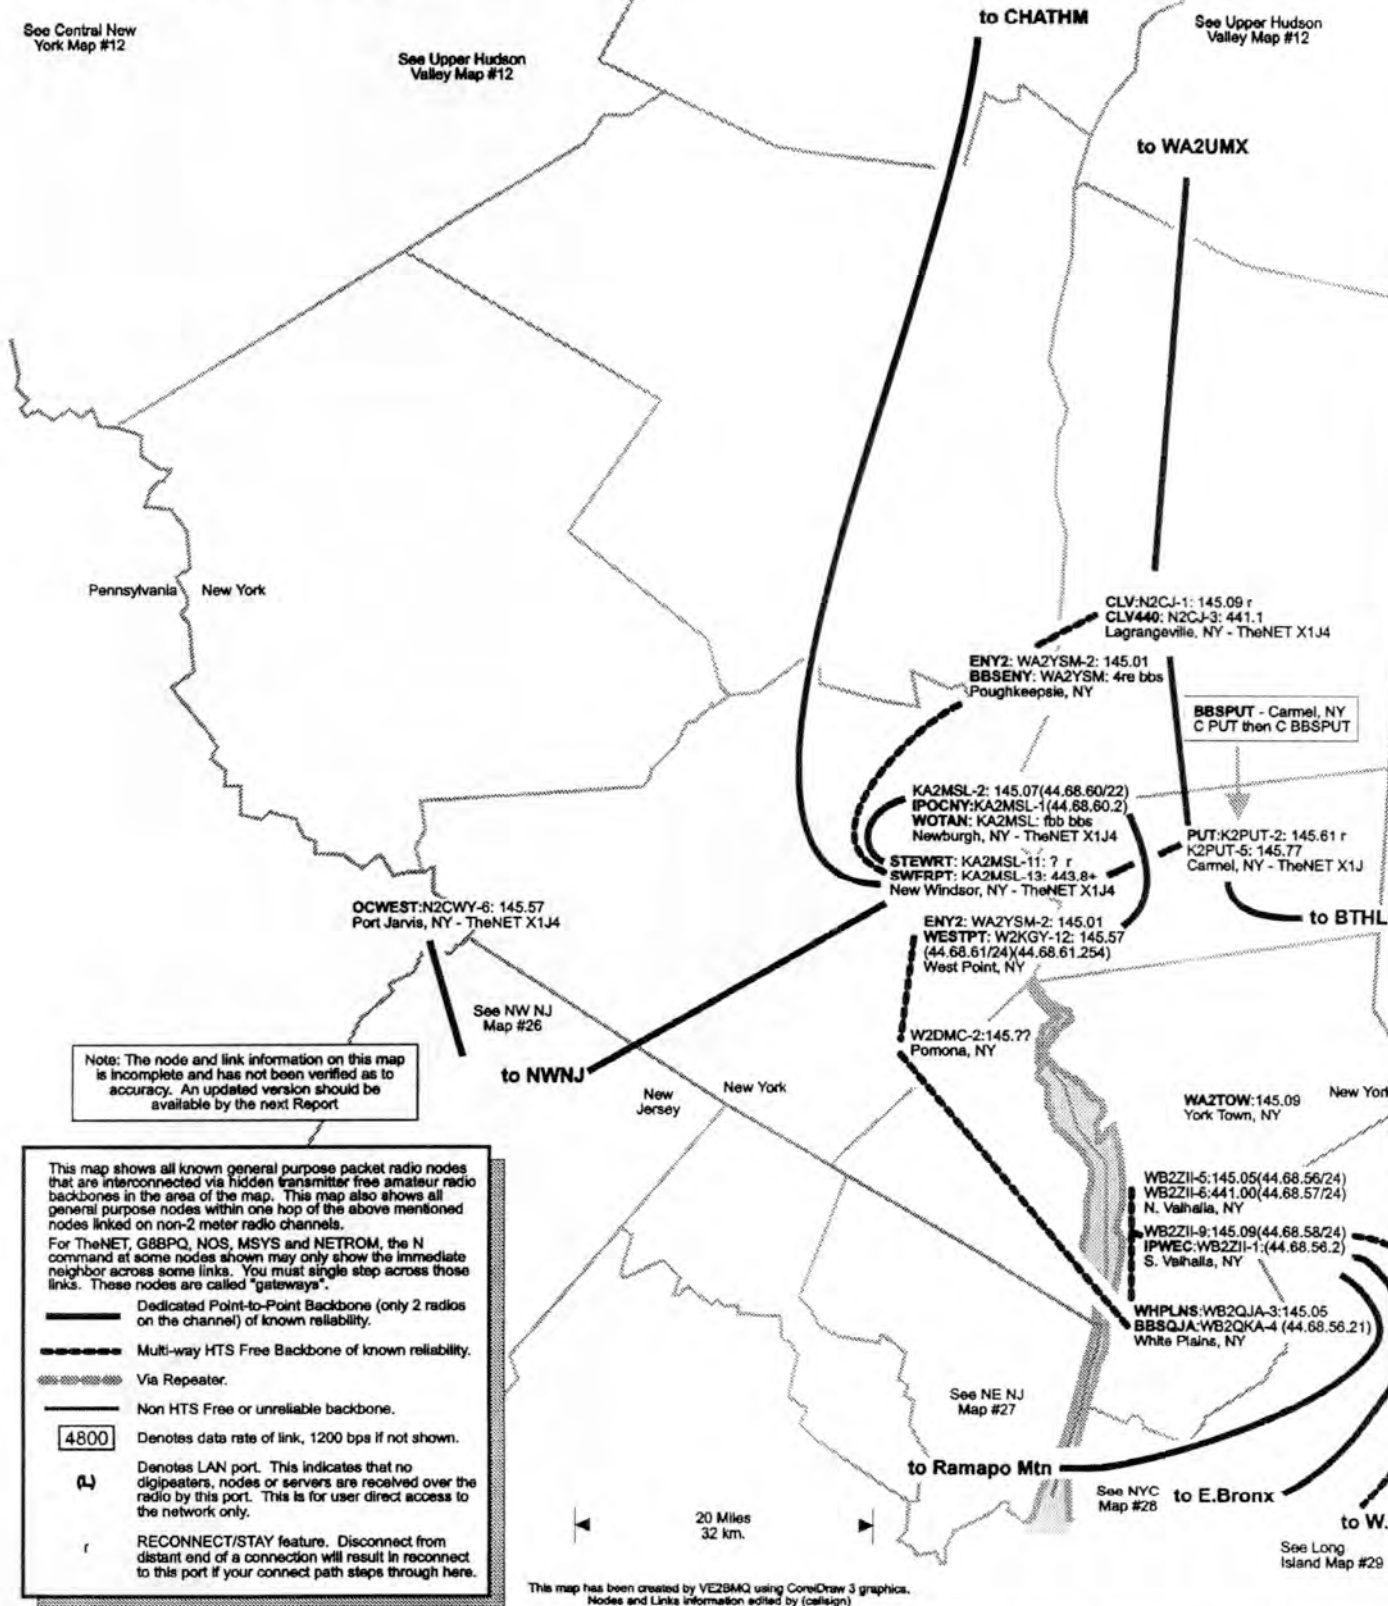 See Central New
York Map #12
See Upper Hudson
Valley Map #12
to CHATHM
See Upper Hudson
Valley Map #12
to WA2UMX
Pennsylvania
New York
CLV:N2CJ-1: 145.09 r
CLV440: N2CJ-3: 441.1
Lagrangeville, NY - TheNET X1J4
ENY2: WA2YSM-2: 145.01
BBSENY: WA2YSM: 4re bbs
Poughkeepsie, NY
BBSPUT - Carmel, NY
C PUT then C BBSPUT
KA2MSL-2: 145.07(44.68.60/22)
IPOCNY:KA2MSL-1(44.68.60.2)
WOTAN: KA2MSL: fbb bbs
Newburgh, NY - TheNET X1J4
PUT:K2PUT-2: 145.61 r
K2PUT-5: 145.77
Carmel, NY - TheNET X1J
STEWRT: KA2MSL-11: ? r
SWFRPT: KA2MSL-13: 443.8+
New Windsor, NY - TheNET X1J4
OCWEST:N2CWY-6: 145.57
Port Jarvis, NY - TheNET X1J4
to BTHL
ENY2: WA2YSM-2: 145.01
WESTPT: W2KGY-12: 145.57
(44.68.61/24)(44.68.61.254)
West Point, NY
See NW NJ
Map #26
W2DMC-2:145.??
Pomona, NY
to NWNJ
Note: The node and link information on this map
is incomplete and has not been verified as to
accuracy. An updated version should be
available by the next Report
New
Jersey
New York
WA2TOW:145.09
York Town, NY
New York
This map shows all known general purpose packet radio nodes
that are interconnected via hidden transmitter free amateur radio
backbones in the area of the map. This map also shows all
general purpose nodes within one hop of the above mentioned
nodes linked on non-2 meter radio channels.
For TheNET, G8BPQ, NOS, MSYS and NETROM, the N
command at some nodes shown may only show the immediate
neighbor across some links. You must single step across those
links. These nodes are called "gateways".
Dedicated Point-to-Point Backbone (only 2 radios
on the channel) of known reliability.
Multi-way HTS Free Backbone of known reliability.
Via Repeater.
Non HTS Free or unreliable backbone.
4800 Denotes data rate of link, 1200 bps if not shown.
(L) Denotes LAN port. This indicates that no
digipeaters, nodes or servers are received over the
radio by this port. This is for user direct access to
the network only.
r RECONNECT/STAY feature. Disconnect from
distant end of a connection will result in reconnect
to this port if your connect path steps through here.
WB2ZII-5:145.05(44.68.56/24)
WB2ZII-6:441.00(44.68.57/24)
N. Valhalla, NY
WB2ZII-9:145.09(44.68.58/24)
IPWEC:WB2ZII-1:(44.68.56.2)
S. Valhalla, NY
WHPLNS:WB2QJA-3:145.05
BBSQJA:WB2QKA-4 (44.68.56.21)
White Plains, NY
See NE NJ
Map #27
to Ramapo Mtn
See NYC
Map #28
to E.Bronx
to W.
See Long
Island Map #29
20 Miles
32 km.
This map has been created by VE2BMQ using CorelDraw 3 graphics.
Nodes and Links information edited by (callsign)